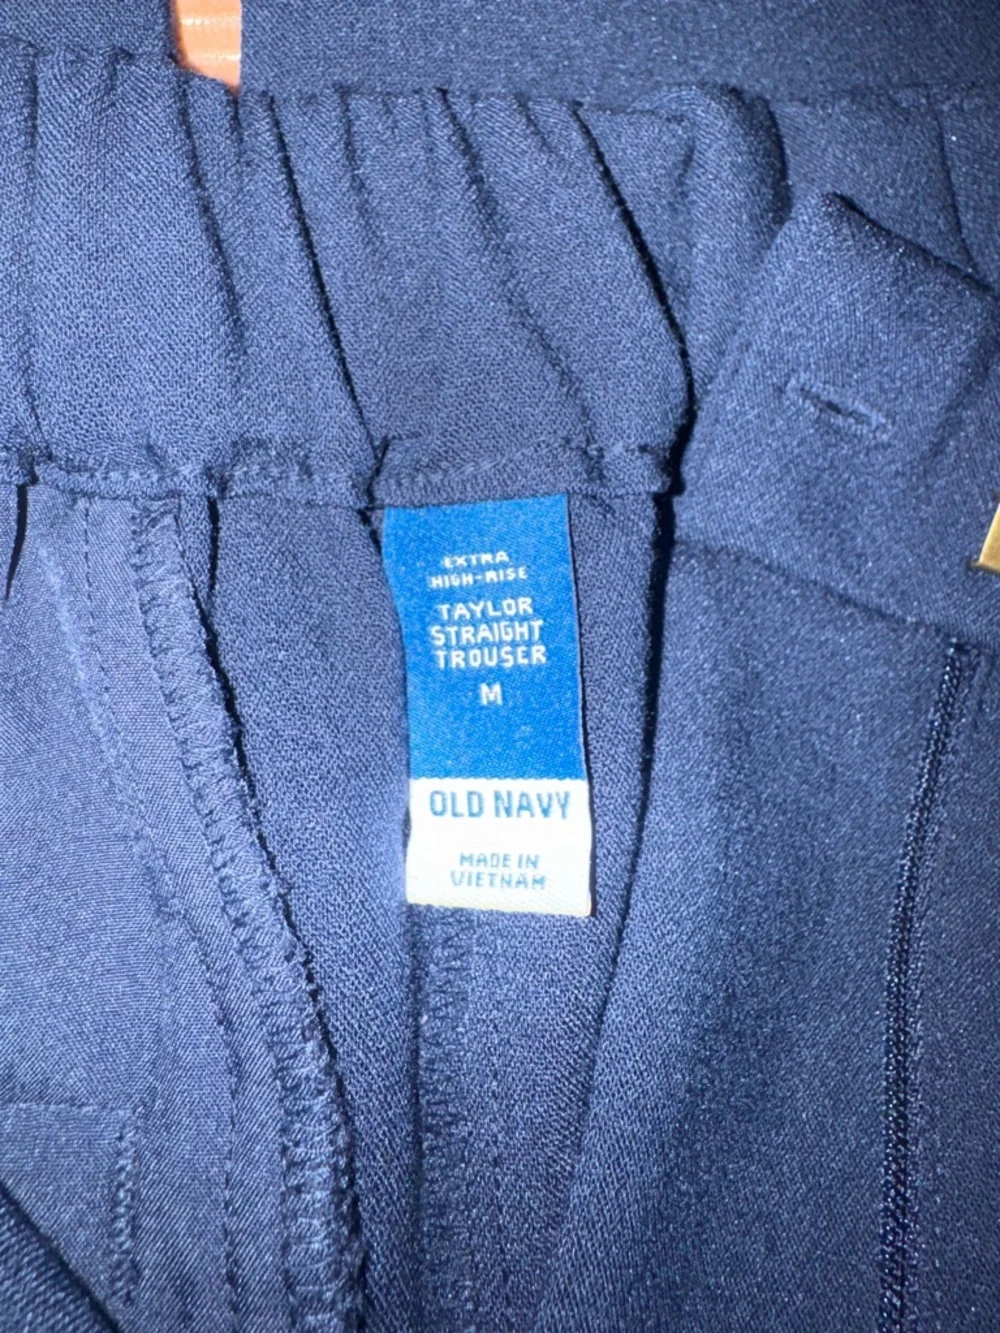 EXTRA
HIGH-RISE
TAYLOR
STRAIGHT
TROUSER
M
OLD NAVY
MADE IN
VIETNAM